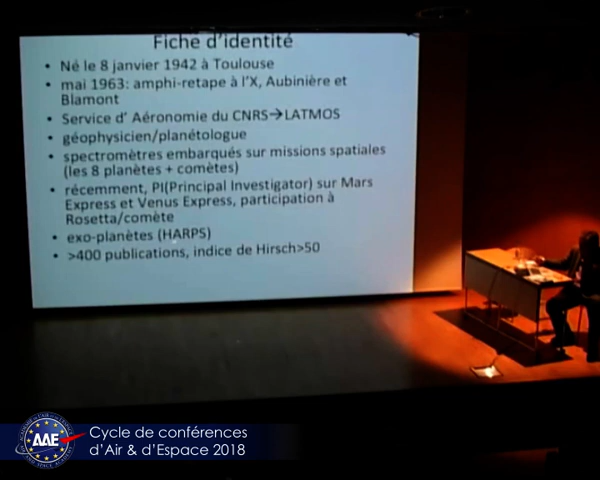 Fiche d'identité
• Né le 8 janvier 1942 à Toulouse
• mai 1963: amphi-retape à l'X, Aubinière et
Blamont
• Service d' Aéronomie du CNRS→LATMOS
• géophysicien/planétologue
• spectromètres embarqués sur missions spatiales
(les 8 planètes + comètes)
• récemment, PI(Principal Investigator) sur Mars
Express et Venus Express, participation à
Rosetta/comète
• exo-planètes (HARPS)
• >400 publications, indice de Hirsch>50
AAE
Cycle de conférences
d'Air & d'Espace 2018